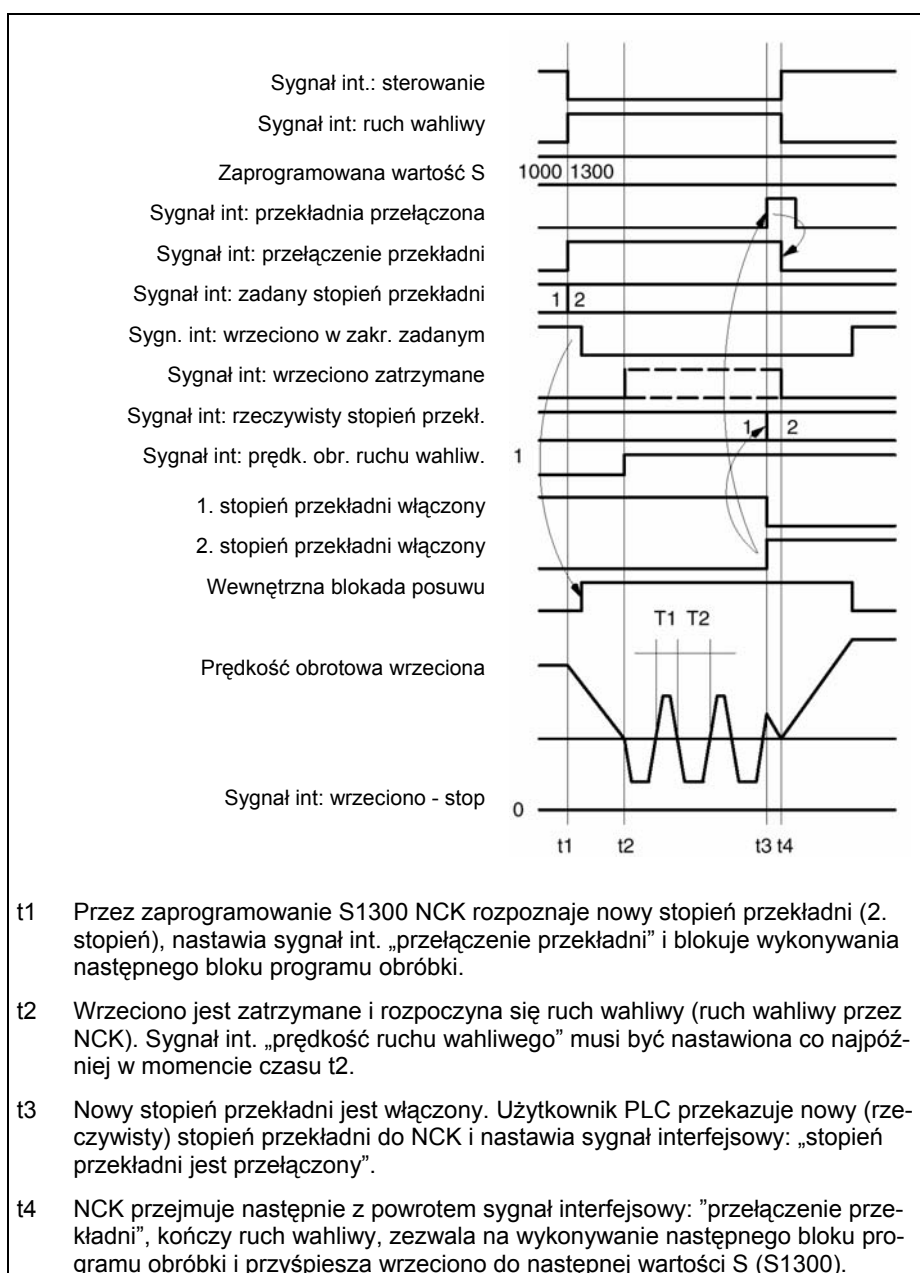 Sygnał int.: sterowanie
Sygnał int: ruch wahliwy
Zaprogramowana wartość S 1000 1300
Sygnał int: przekładnia przełączona
Sygnał int: przełączenie przekładni
Sygnał int: zadany stopień przekładni 1 2
Sygn. int: wrzeciono w zakr. zadanym
Sygnał int: wrzeciono zatrzymane
Sygnał int: rzeczywisty stopień przekł. 1 2
Sygnał int: prędk. obr. ruchu wahliw. 1
1. stopień przekładni włączony
2. stopień przekładni włączony
Wewnętrzna blokada posuwu
T1 T2
Prędkość obrotowa wrzeciona
Sygnał int: wrzeciono - stop 0
t1 t2 t3 t4
t1 Przez zaprogramowanie S1300 NCK rozpoznaje nowy stopień przekładni (2.
stopień), nastawia sygnał int. „przełączenie przekładni” i blokuje wykonywania
następnego bloku programu obróbki.
t2 Wrzeciono jest zatrzymane i rozpoczyna się ruch wahliwy (ruch wahliwy przez
NCK). Sygnał int. „prędkość ruchu wahliwego” musi być nastawiona co najpóź-
niej w momencie czasu t2.
t3 Nowy stopień przekładni jest włączony. Użytkownik PLC przekazuje nowy (rze-
czywisty) stopień przekładni do NCK i nastawia sygnał interfejsowy: „stopień
przekładni jest przełączony”.
t4 NCK przejmuje następnie z powrotem sygnał interfejsowy: ”przełączenie prze-
kładni”, kończy ruch wahliwy, zezwala na wykonywanie następnego bloku pro-
gramu obróbki i przyśpiesza wrzeciono do następnej wartości S (S1300).